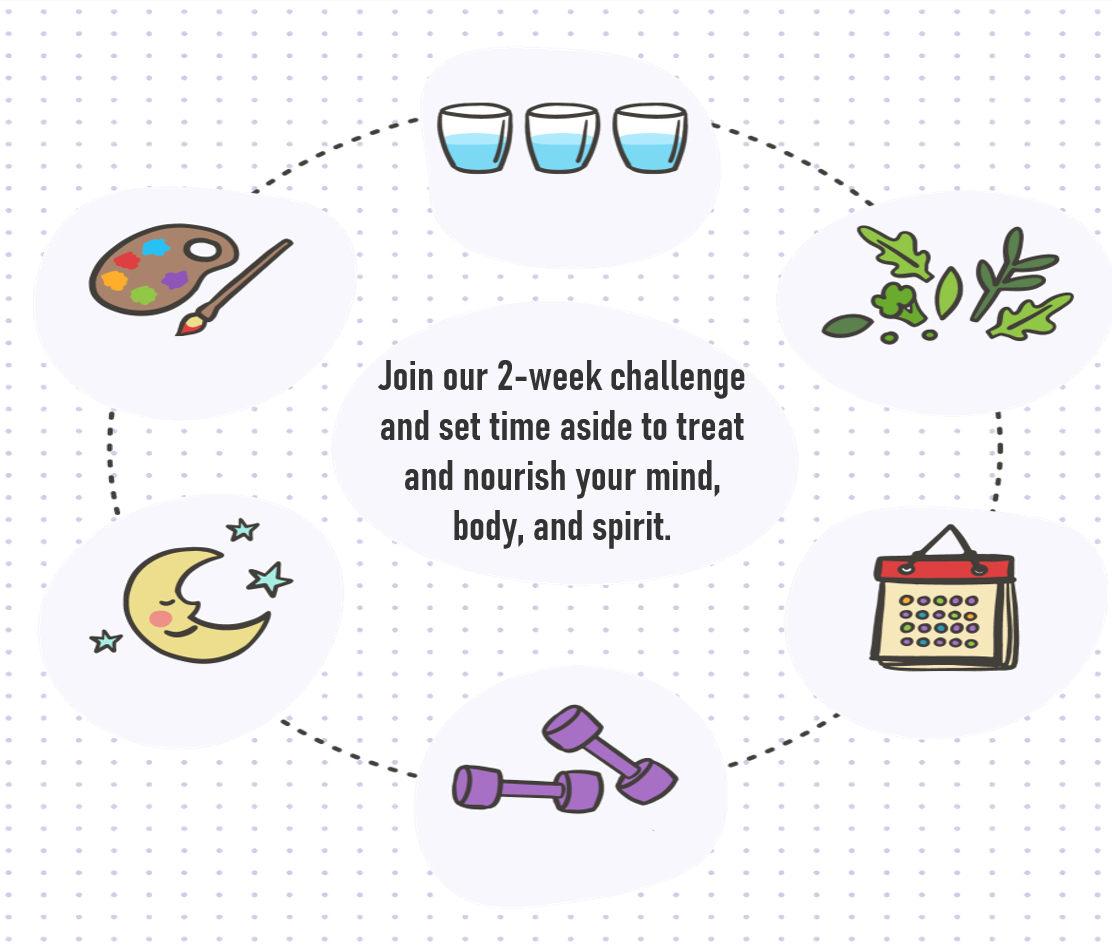 Join our 2-week challenge
and set time aside to treat
and nourish your mind,
body, and spirit.